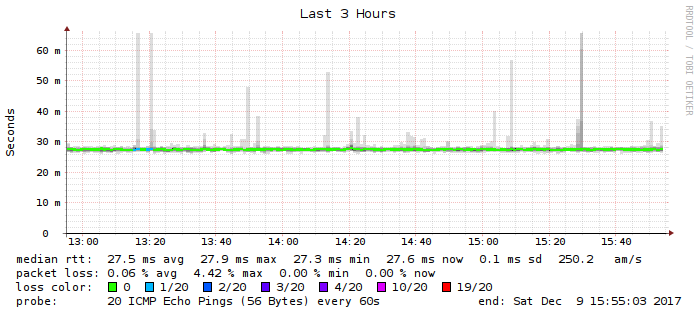 Last 3 Hours
RRDTOOL / TOBI OETIKER
Seconds
60 m
50 m
40 m
30 m
20 m
10 m
0
13:00 13:20 13:40 14:00 14:20 14:40 15:00 15:20 15:40
median rtt: 27.5 ms avg 27.9 ms max 27.3 ms min 27.6 ms now 0.1 ms sd 250.2 am/s
packet loss: 0.06 % avg 4.42 % max 0.00 % min 0.00 % now
loss color: 0 1/20 2/20 3/20 4/20 10/20 19/20
probe: 20 ICMP Echo Pings (56 Bytes) every 60s end: Sat Dec 9 15:55:03 2017